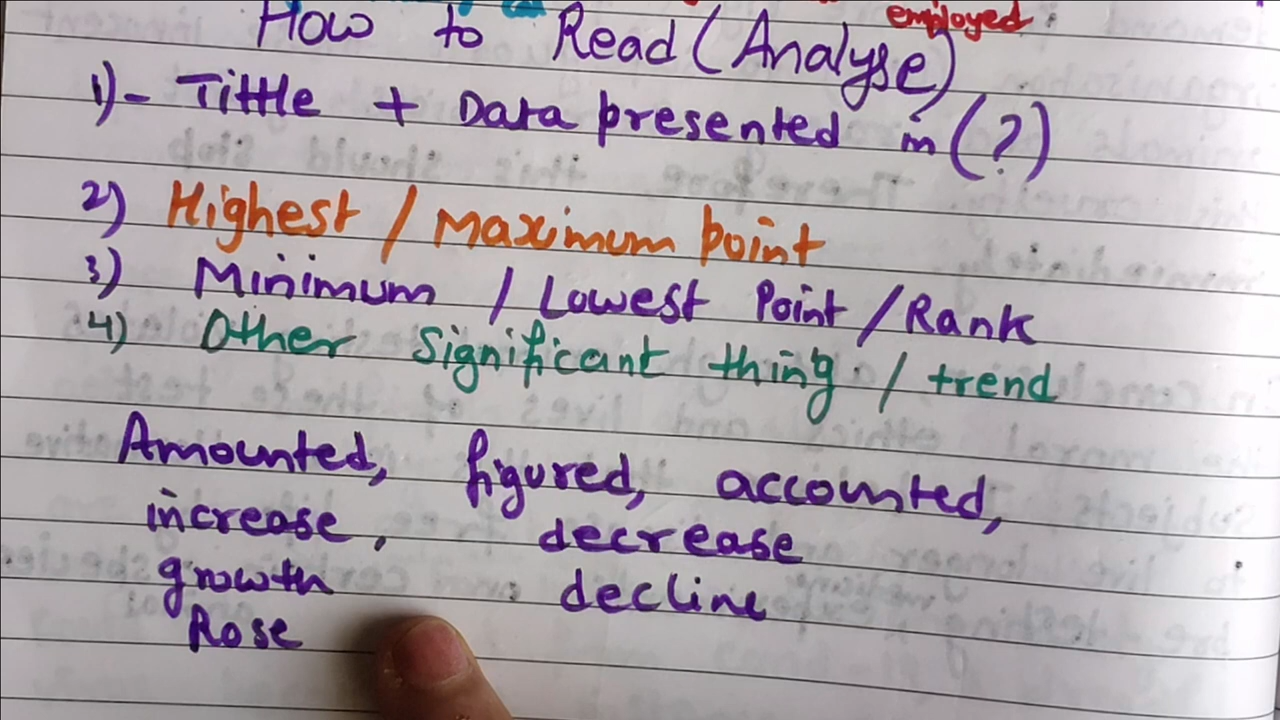 employed
How to Read (Analyse)
1)- Tittle + Data presented in (?)
2) Highest / Maximum point
3) Minimum / Lowest Point / Rank
4) Other significant thing / trend
Amounted, figured, accounted,
increase, decrease
growth decline
Rose